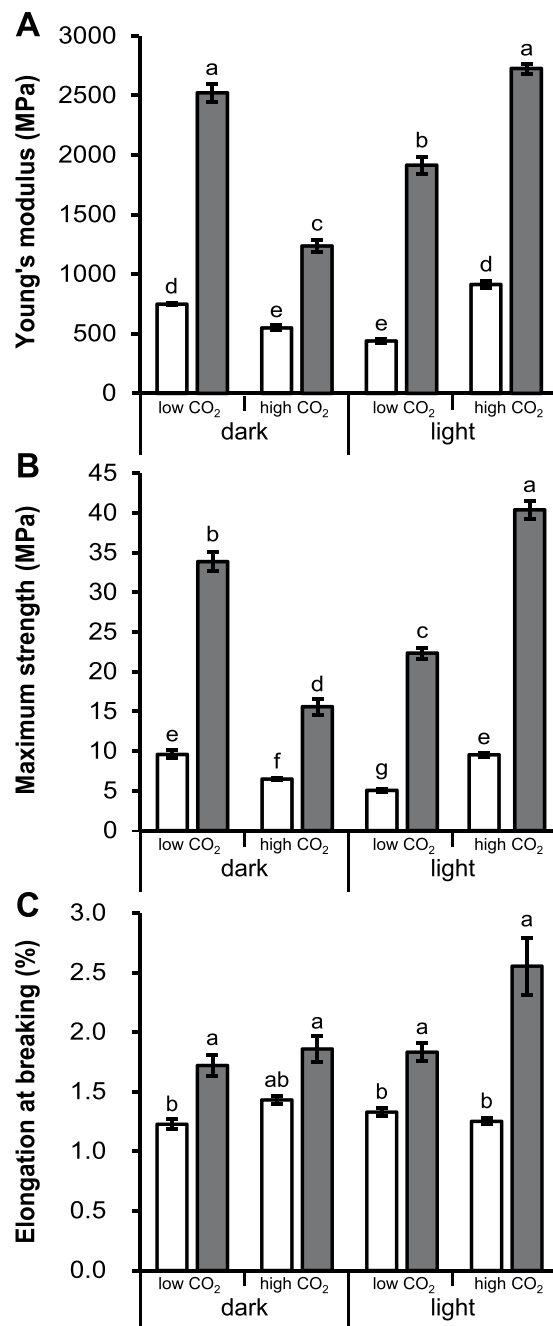 A
Young's modulus (MPa)
3000
2500
2000
1500
1000
500
0
a
a
b
c
d
d
e
e
low CO2 high CO2 low CO2 high CO2
dark light
B
Maximum strength (MPa)
45
40
35
30
25
20
15
10
5
0
a
b
c
d
e
f
g
e
low CO2 high CO2 low CO2 high CO2
dark light
C
Elongation at breaking (%)
3.0
2.5
2.0
1.5
1.0
0.5
0.0
a
a
a
a
b
ab
b
b
low CO2 high CO2 low CO2 high CO2
dark light